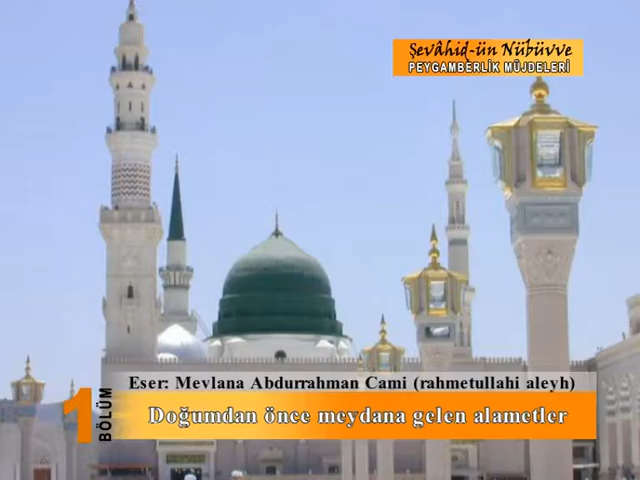 Şevâhid-ün Nübüvve
PEYGAMBERLİK MÜJDELERİ
Eser: Mevlana Abdurrahman Cami (rahmetullahi aleyh)
1 BÖLÜM
Doğumdan önce meydana gelen alametler